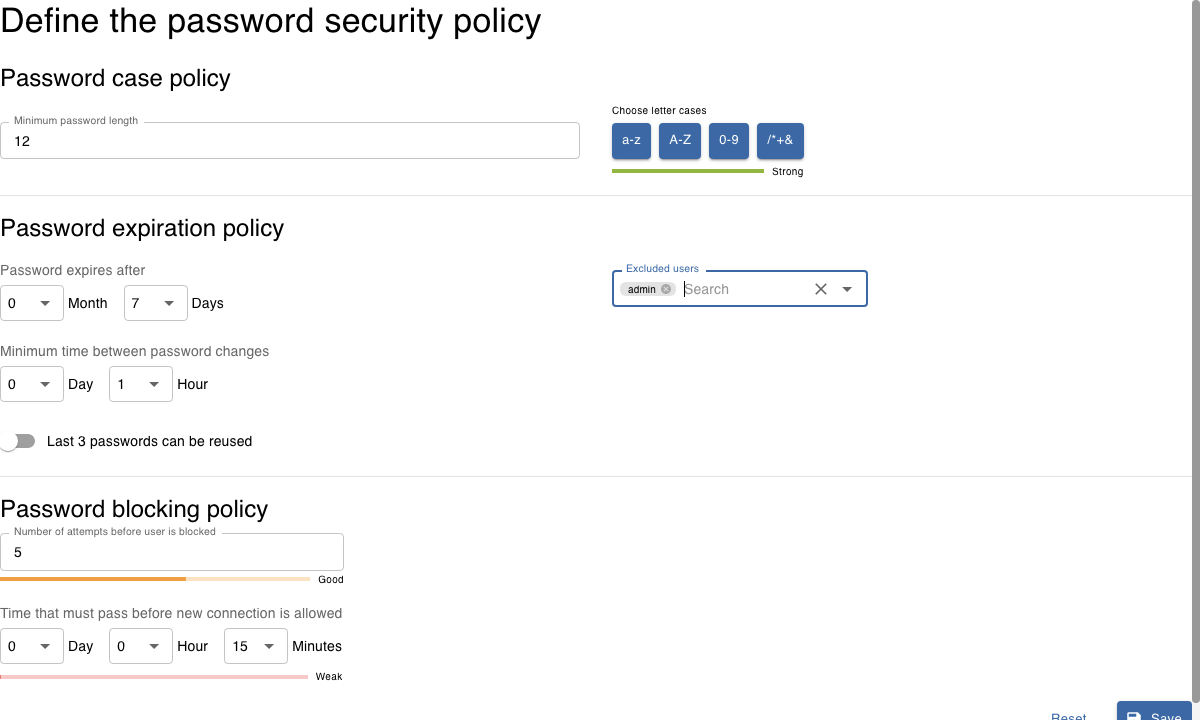 Define the password security policy
Password case policy
Minimum password length
12
Choose letter cases
a-z A-Z 0-9 /*+&
Strong
Password expiration policy
Password expires after
0 Month 7 Days
Excluded users
admin Search
Minimum time between password changes
0 Day 1 Hour
Last 3 passwords can be reused
Password blocking policy
Number of attempts before user is blocked
5
Good
Time that must pass before new connection is allowed
0 Day 0 Hour 15 Minutes
Weak
Reset Save